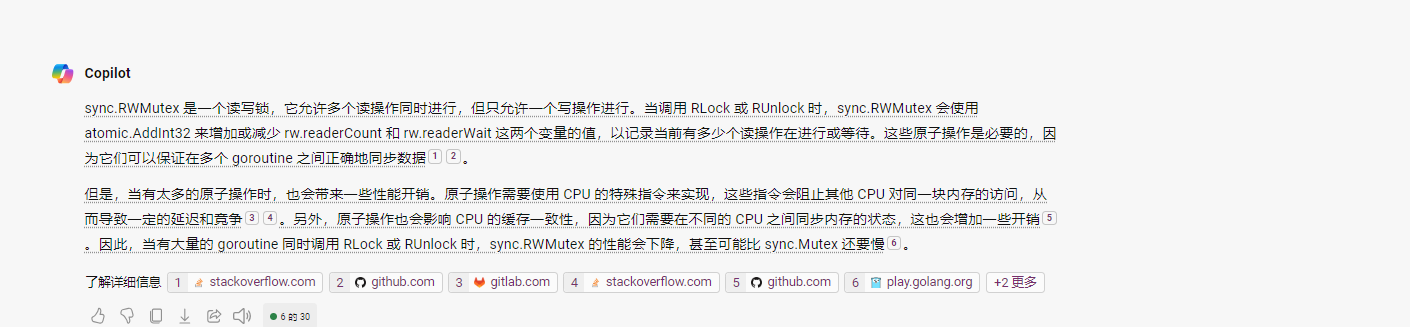 Copilot
sync.RWMutex 是一个读写锁，它允许多个读操作同时进行，但只允许一个写操作进行。当调用 RLock 或 RUnlock 时，sync.RWMutex 会使用
atomic.AddInt32 来增加或减少 rw.readerCount 和 rw.readerWait 这两个变量的值，以记录当前有多少个读操作在进行或等待。这些原子操作是必要的，因
为它们可以保证在多个 goroutine 之间正确地同步数据 1 2 。
但是，当有太多的原子操作时，也会带来一些性能开销。原子操作需要使用 CPU 的特殊指令来实现，这些指令会阻止其他 CPU 对同一块内存的访问，从
而导致一定的延迟和竞争 3 4 。另外，原子操作也会影响 CPU 的缓存一致性，因为它们需要在不同的 CPU 之间同步内存的状态，这也会增加一些开销 5
。因此，当有大量的 goroutine 同时调用 RLock 或 RUnlock 时，sync.RWMutex 的性能会下降，甚至可能比 sync.Mutex 还要慢 6 。
了解详细信息 1 stackoverflow.com 2 github.com 3 gitlab.com 4 stackoverflow.com 5 github.com 6 play.golang.org +2 更多
6 的 30